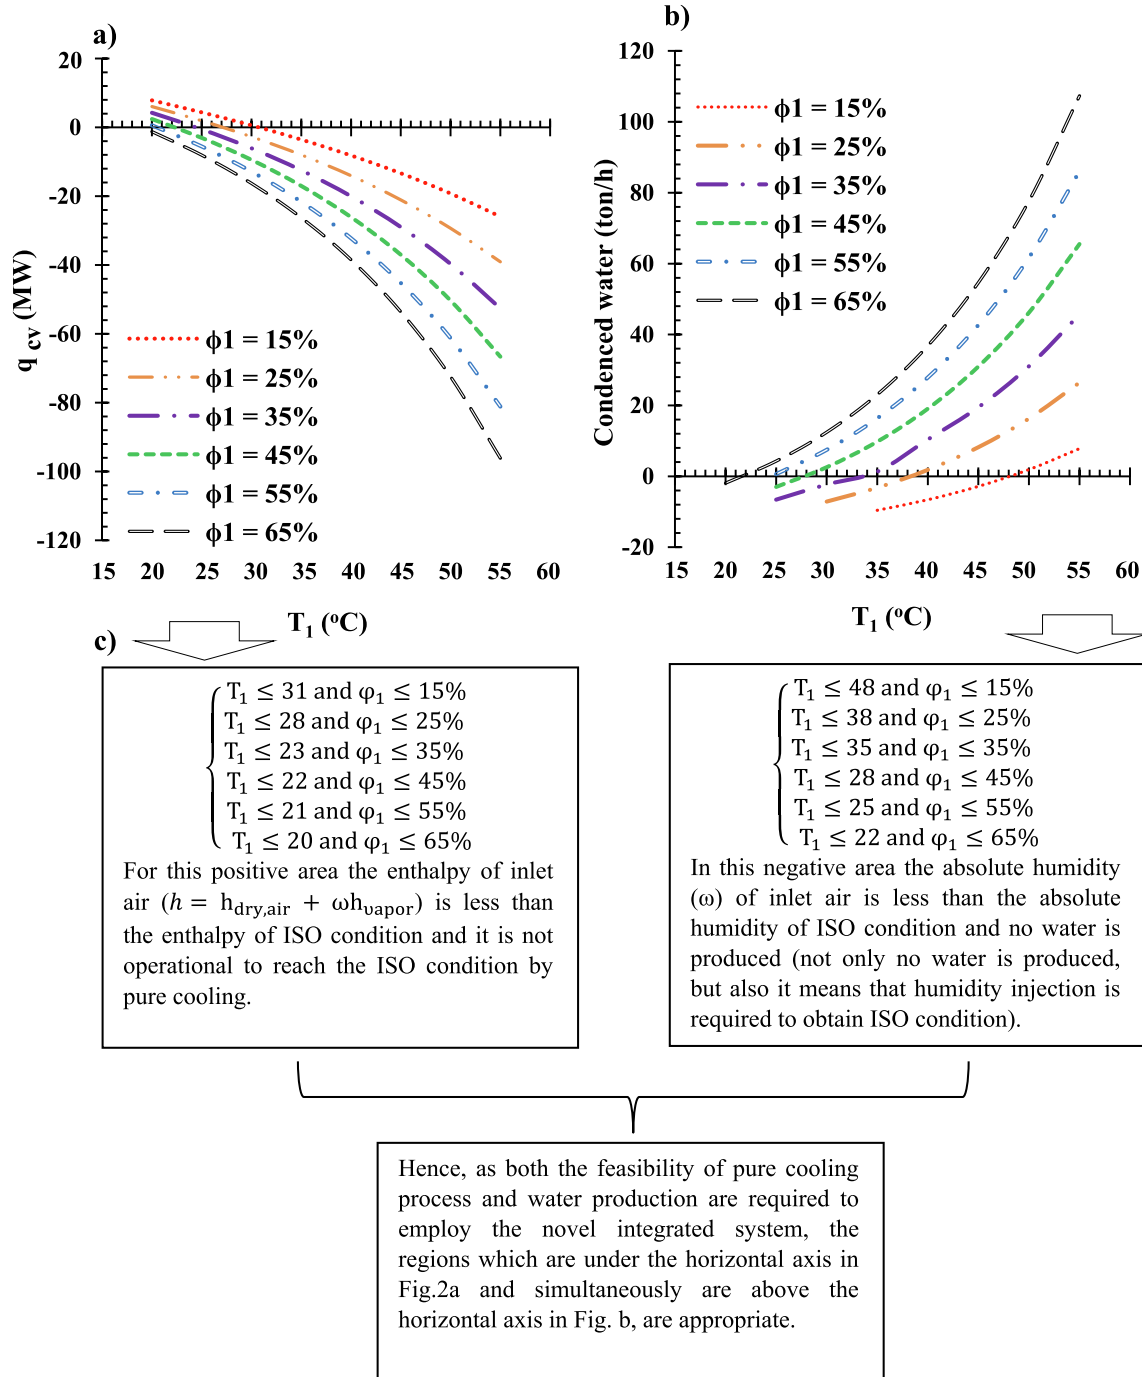 a)
20
0
-20
-40
-60
-80
-100
-120
q cv (MW)
ϕ1 = 15%
ϕ1 = 25%
ϕ1 = 35%
ϕ1 = 45%
ϕ1 = 55%
ϕ1 = 65%
15 20 25 30 35 40 45 50 55 60
T₁ (ᵒC)
b)
120
100
80
60
40
20
0
-20
Condenced water (ton/h)
ϕ1 = 15%
ϕ1 = 25%
ϕ1 = 35%
ϕ1 = 45%
ϕ1 = 55%
ϕ1 = 65%
15 20 25 30 35 40 45 50 55 60
T₁ (ᵒC)
c)
T₁ ≤ 31 and φ₁ ≤ 15%
T₁ ≤ 28 and φ₁ ≤ 25%
T₁ ≤ 23 and φ₁ ≤ 35%
T₁ ≤ 22 and φ₁ ≤ 45%
T₁ ≤ 21 and φ₁ ≤ 55%
T₁ ≤ 20 and φ₁ ≤ 65%
For this positive area the enthalpy of inlet
air (h = h_dry,air + ωh_vapor) is less than
the enthalpy of ISO condition and it is not
operational to reach the ISO condition by
pure cooling.
T₁ ≤ 48 and φ₁ ≤ 15%
T₁ ≤ 38 and φ₁ ≤ 25%
T₁ ≤ 35 and φ₁ ≤ 35%
T₁ ≤ 28 and φ₁ ≤ 45%
T₁ ≤ 25 and φ₁ ≤ 55%
T₁ ≤ 22 and φ₁ ≤ 65%
In this negative area the absolute humidity
(ω) of inlet air is less than the absolute
humidity of ISO condition and no water is
produced (not only no water is produced,
but also it means that humidity injection is
required to obtain ISO condition).
Hence, as both the feasibility of pure cooling
process and water production are required to
employ the novel integrated system, the
regions which are under the horizontal axis in
Fig.2a and simultaneously are above the
horizontal axis in Fig. b, are appropriate.